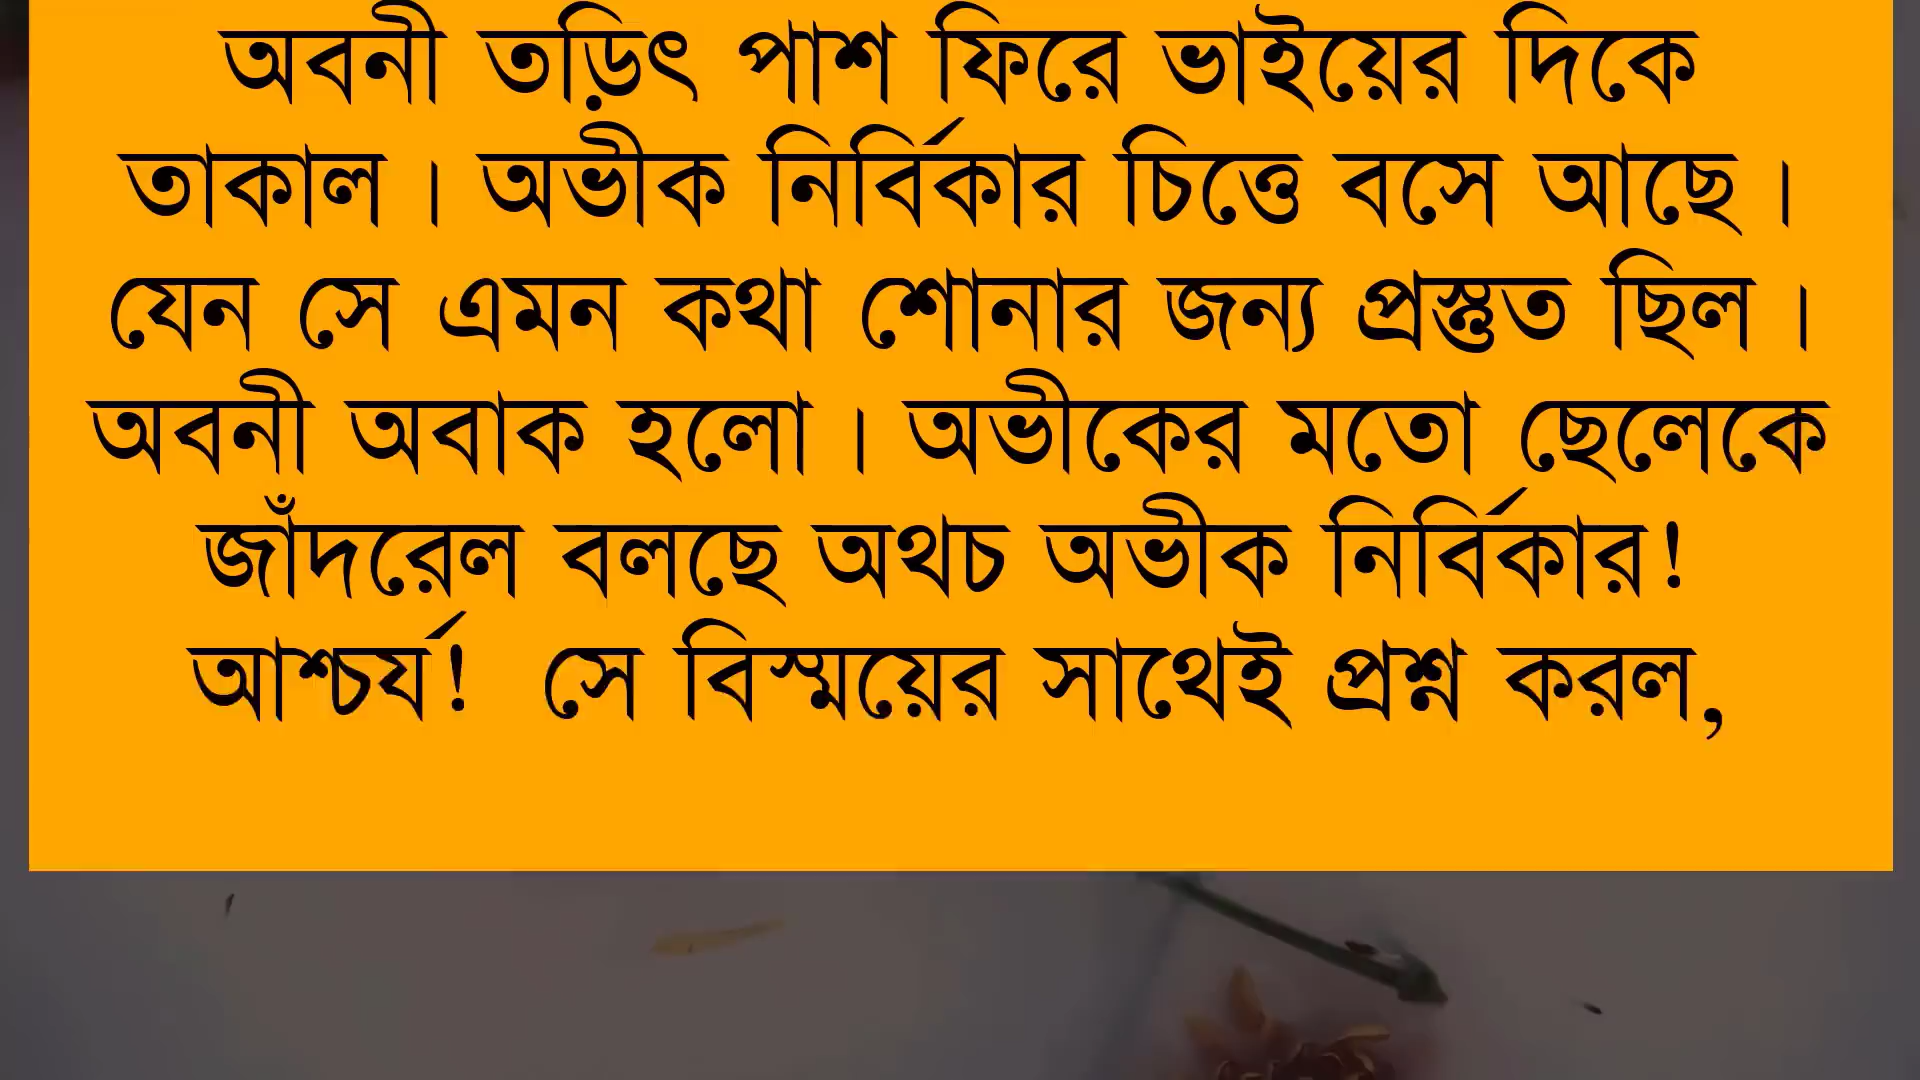 অবনী তড়িৎ পাশ ফিরে ভাইয়ের দিকে
তাকাল। অভীক নির্বিকার চিত্তে বসে আছে।
যেন সে এমন কথা শোনার জন্য প্রস্তুত ছিল।
অবনী অবাক হলো। অভীকের মতো ছেলেকে
জাঁদরেল বলছে অথচ অভীক নির্বিকার!
আশ্চর্য! সে বিস্ময়ের সাথেই প্রশ্ন করল,